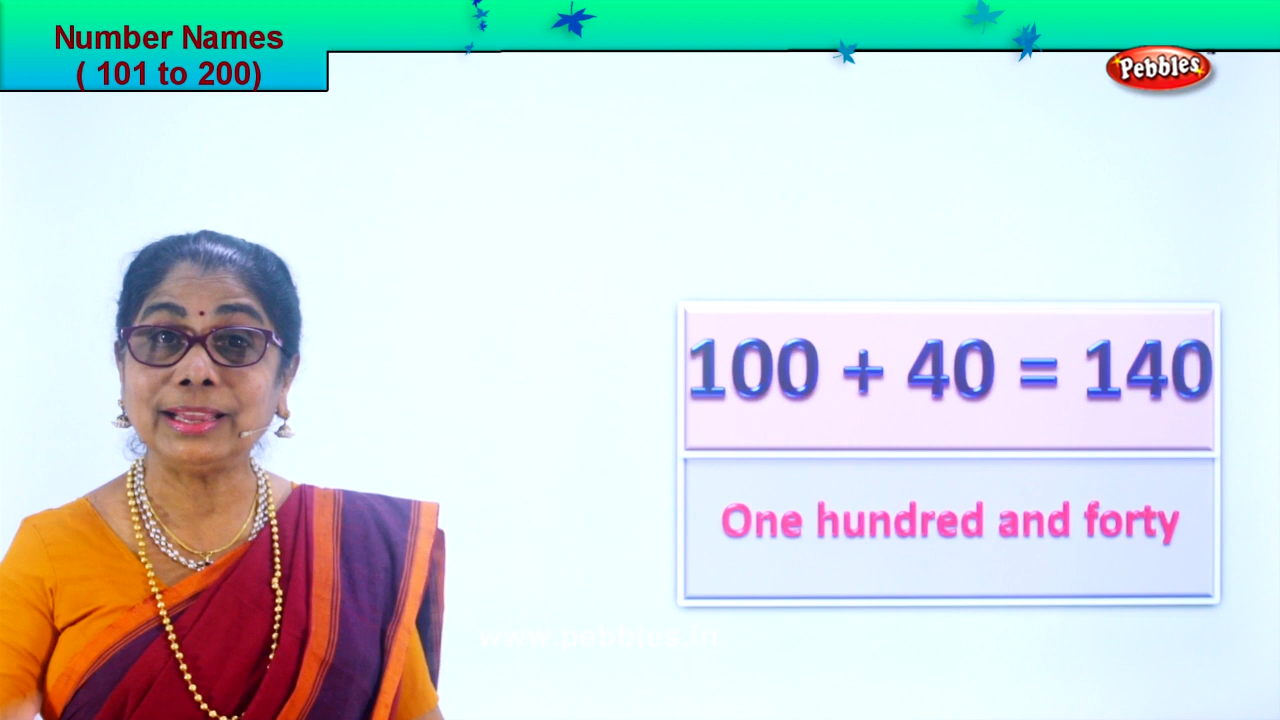 Number Names
( 101 to 200)
Pebbles
100 + 40 = 140
One hundred and forty
www.pebbles.in